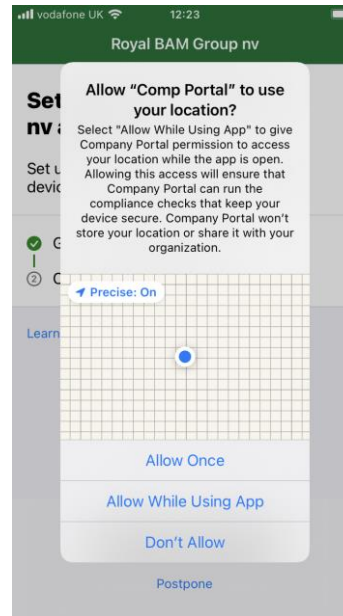 vodafone UK 12:23
Royal BAM Group nv
Set
nv a
Set u
devic
G
2 C
Learn
Allow “Comp Portal” to use
your location?
Select "Allow While Using App" to give
Company Portal permission to access
your location while the app is open.
Allowing this access will ensure that
Company Portal can run the
compliance checks that keep your
device secure. Company Portal won’t
store your location or share it with your
organization.
Precise: On
Allow Once
Allow While Using App
Don’t Allow
Postpone